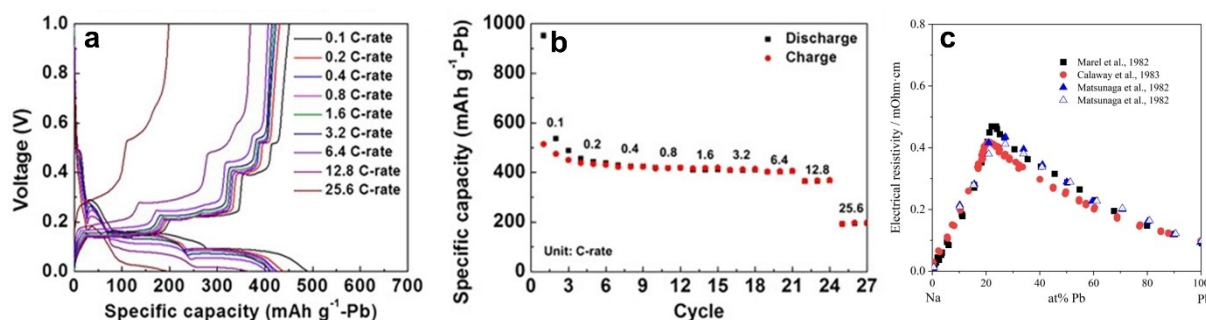 a
Voltage (V)
1.0
0.8
0.6
0.4
0.2
0.0
0.1 C-rate
0.2 C-rate
0.4 C-rate
0.8 C-rate
1.6 C-rate
3.2 C-rate
6.4 C-rate
12.8 C-rate
25.6 C-rate
0 100 200 300 400 500 600 700
Specific capacity (mAh g⁻¹-Pb)
b
Specific capacity (mAh g⁻¹-Pb)
1000
800
600
400
200
0
Discharge
Charge
0.1
0.2
0.4
0.8
1.6
3.2
6.4
12.8
25.6
Unit: C-rate
0 3 6 9 12 15 18 21 24 27
Cycle
c
Electrical resistivity / mOhm·cm
0.8
0.6
0.4
0.2
0.0
Marel et al., 1982
Calaway et al., 1983
Matsunaga et al., 1982
Matsunaga et al., 1982
0 20 40 60 80 100
Na at% Pb